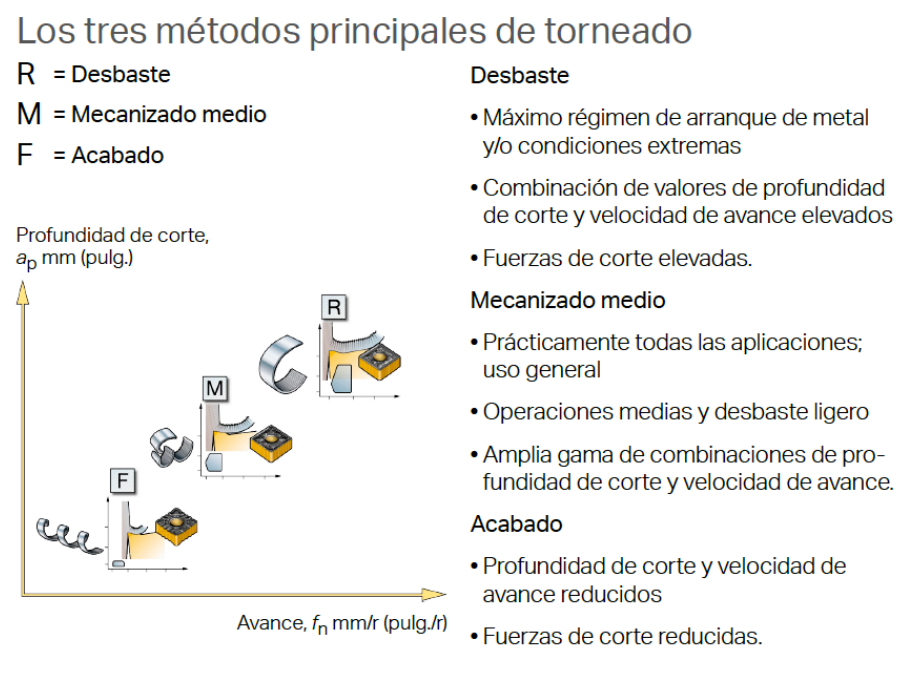 Los tres métodos principales de torneado
R = Desbaste
M = Mecanizado medio
F = Acabado
Profundidad de corte,
ap mm (pulg.)
R
M
F
Avance, fn mm/r (pulg./r)
Desbaste
• Máximo régimen de arranque de metal
y/o condiciones extremas
• Combinación de valores de profundidad
de corte y velocidad de avance elevados
• Fuerzas de corte elevadas.
Mecanizado medio
• Prácticamente todas las aplicaciones;
uso general
• Operaciones medias y desbaste ligero
• Amplia gama de combinaciones de pro-
fundidad de corte y velocidad de avance.
Acabado
• Profundidad de corte y velocidad de
avance reducidos
• Fuerzas de corte reducidas.